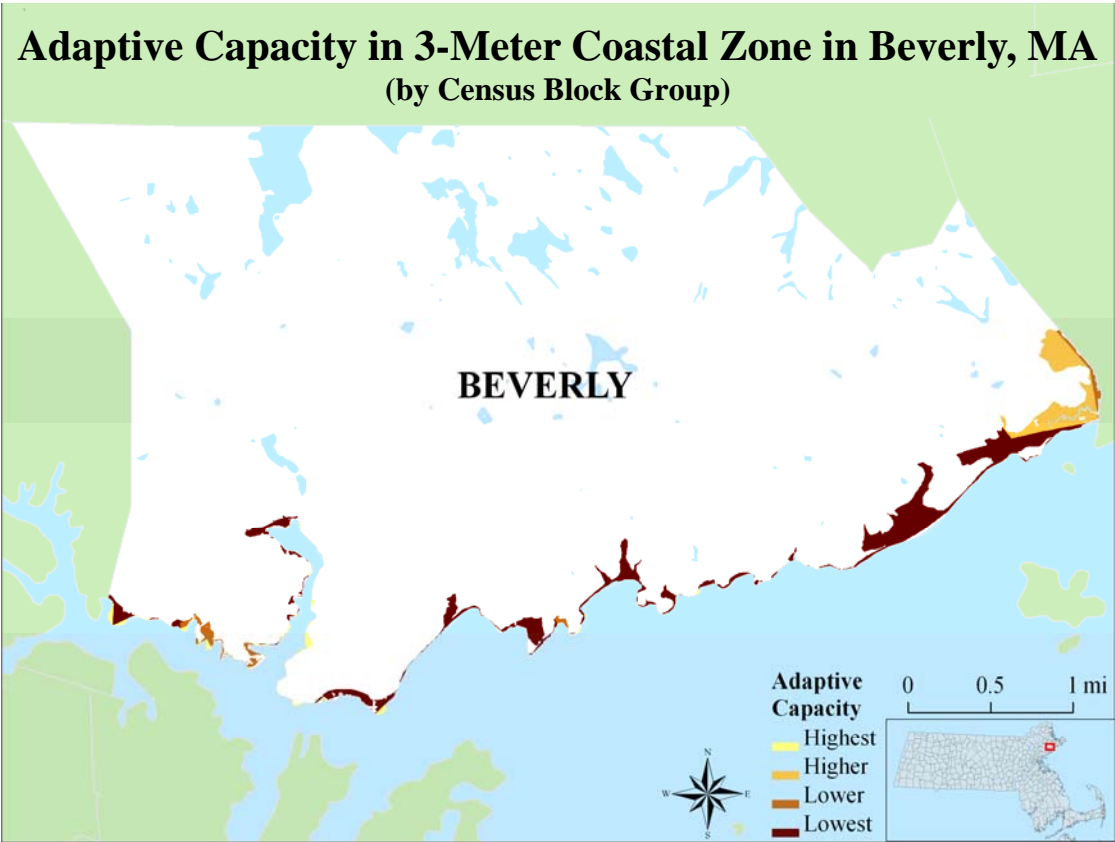 Adaptive Capacity in 3-Meter Coastal Zone in Beverly, MA
(by Census Block Group)
BEVERLY
Adaptive
Capacity
Highest
Higher
Lower
Lowest
0 0.5 1 mi
N
W E
S